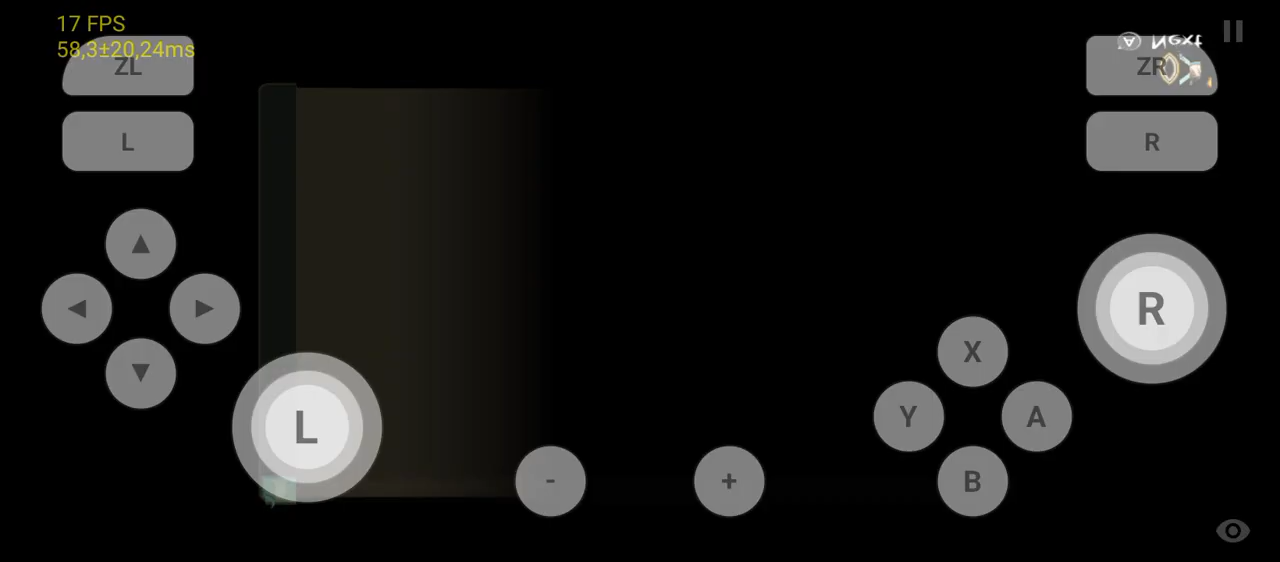 17 FPS
58,3±20,24ms
ZL
L
Ⓐ Next
ZR
R
L
R
X
Y
A
B
-
+